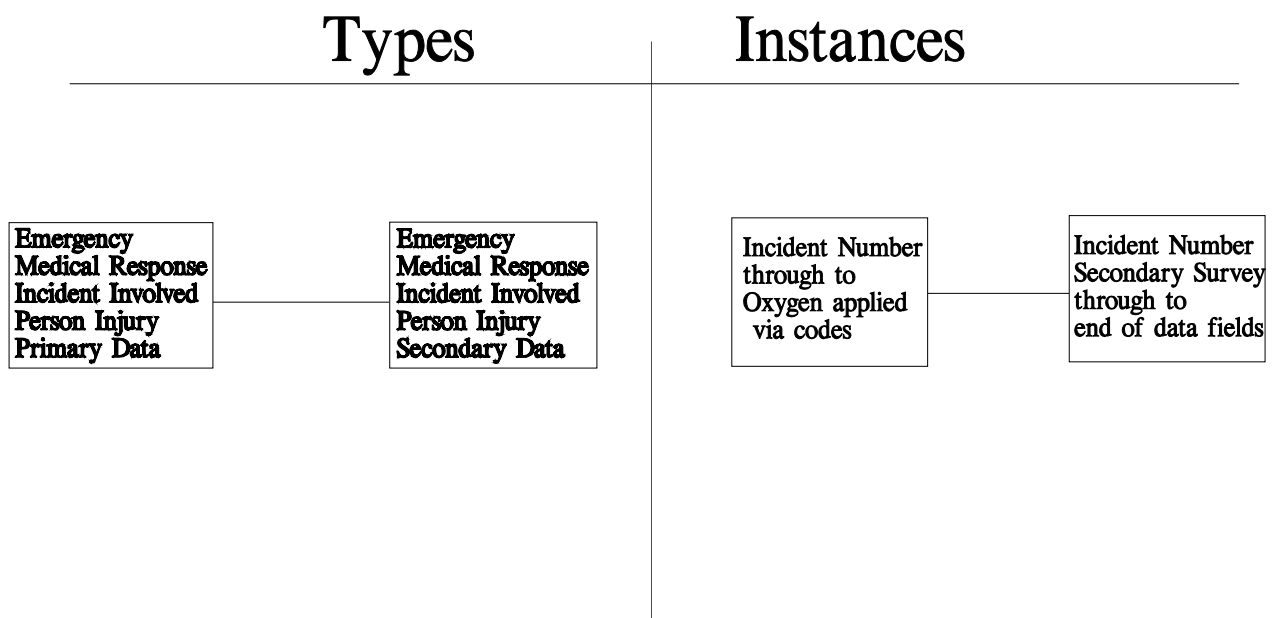 Types
Instances
Emergency
Medical Response
Incident Involved
Person Injury
Primary Data
Emergency
Medical Response
Incident Involved
Person Injury
Secondary Data
Incident Number
through to
Oxygen applied
via codes
Incident Number
Secondary Survey
through to
end of data fields